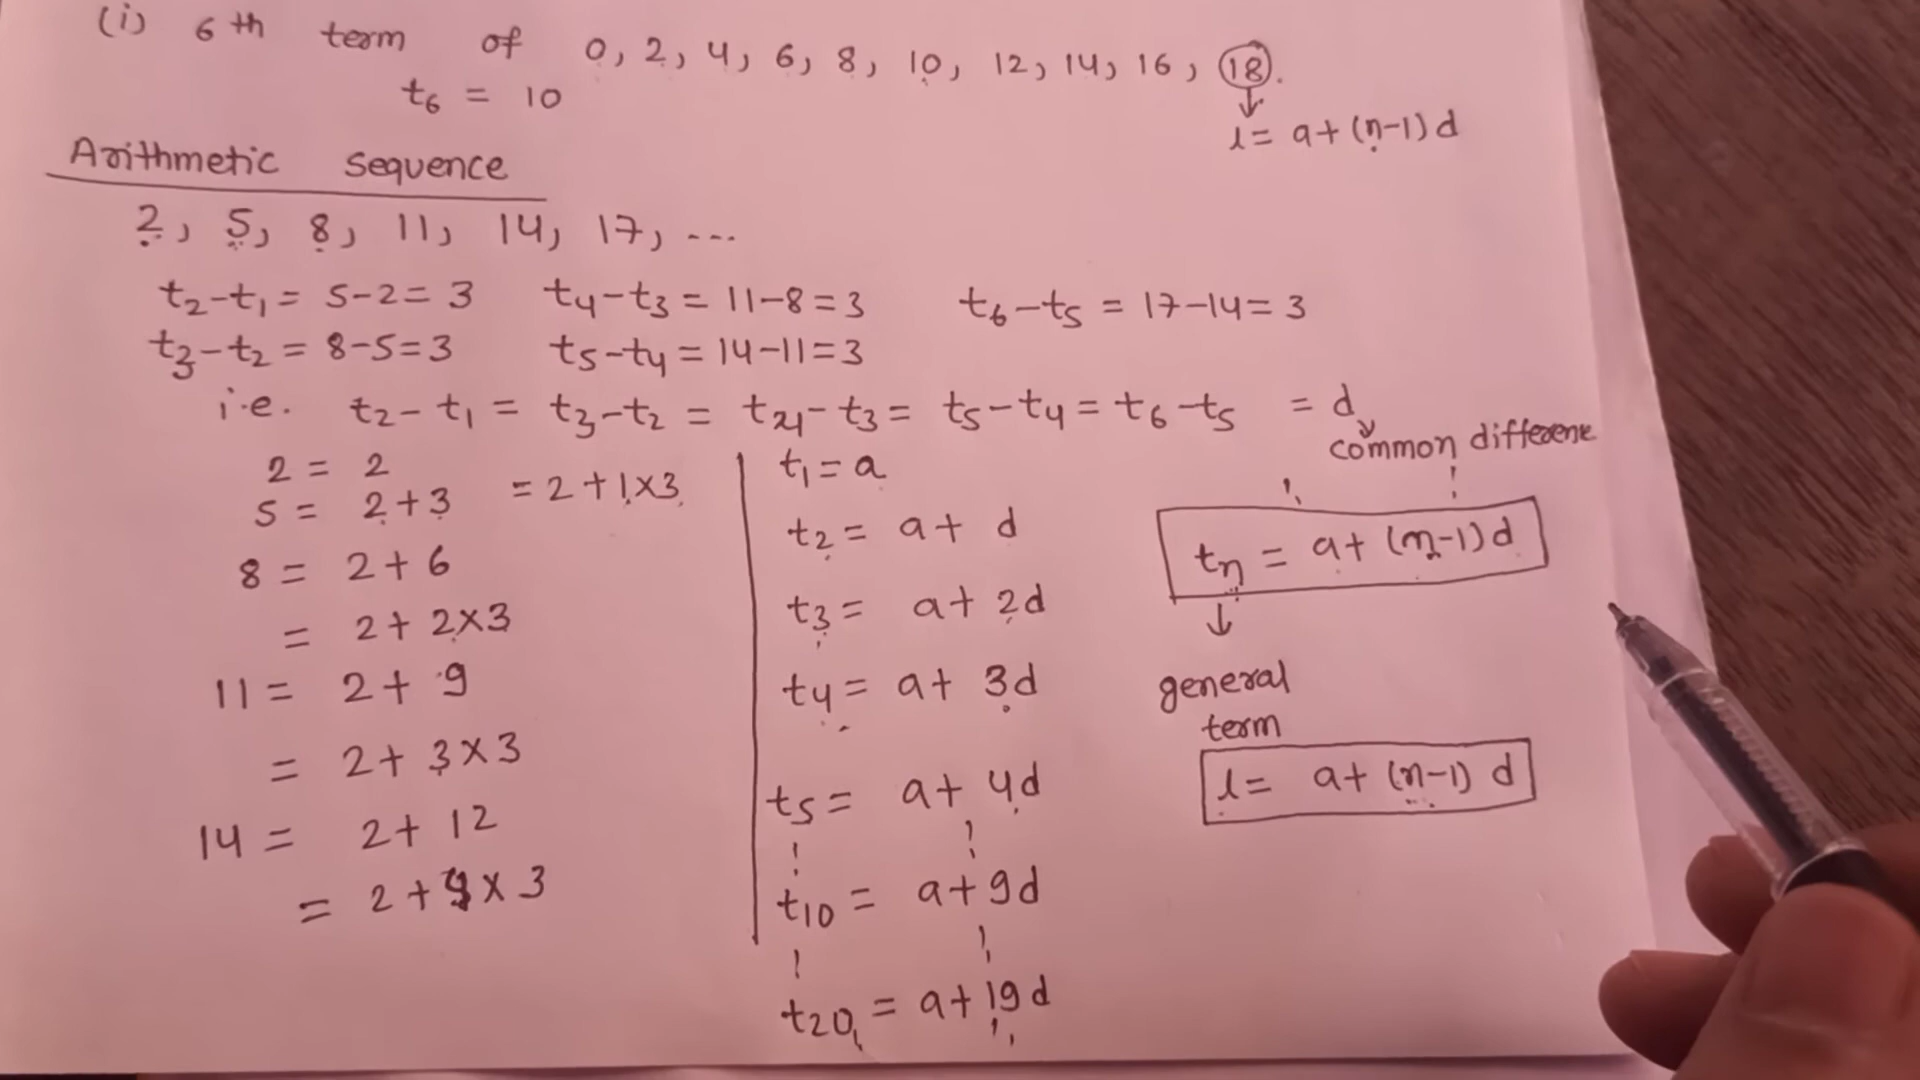 (i) 6th term of 0, 2, 4, 6, 8, 10, 12, 14, 16, 18.
t6 = 10
l = a+(n-1)d
Arithmetic sequence
2, 5, 8, 11, 14, 17, ...
t2-t1 = 5-2 = 3 t4-t3 = 11-8 = 3 t6-t5 = 17-14 = 3
t3-t2 = 8-5 = 3 t5-t4 = 14-11 = 3
i.e. t2-t1 = t3-t2 = t4-t3 = t5-t4 = t6-t5 = d
common differene
2 = 2
5 = 2+3 = 2+1×3
8 = 2+6
= 2+2×3
11 = 2+9
= 2+3×3
14 = 2+12
= 2+4×3
t1 = a
t2 = a+d
t3 = a+2d
t4 = a+3d
t5 = a+4d
t10 = a+9d
t20 = a+19d
tn = a+(n-1)d
general
term
l = a+(n-1)d